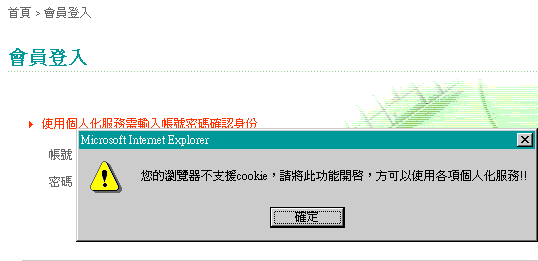 首頁 > 會員登入
會員登入
使用個人化服務需輸入帳號密碼確認身份
帳號
Microsoft Internet Explorer
密碼
您的瀏覽器不支援cookie，請將此功能開啓，方可以使用各項個人化服務!!
確定